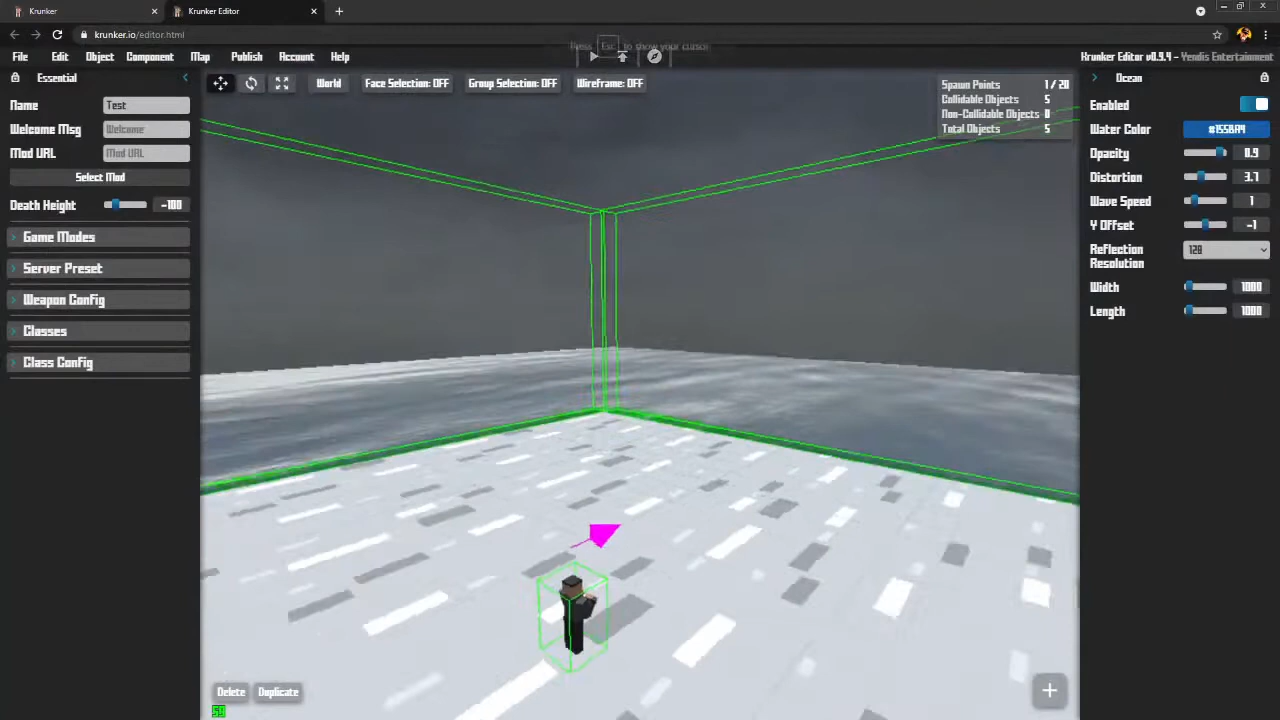 Krunker
Krunker Editor
krunker.io/editor.html
Press Esc to show your cursor
File Edit Object Component Map Publish Account Help
Krunker Editor v0.9.4 - Yendis Entertainment
Essential
Name Test
Welcome Msg Welcome
Mod URL Mod URL
Select Mod
Death Height -100
Game Modes
Server Preset
Weapon Config
Classes
Class Config
World Face Selection: OFF Group Selection: OFF Wireframe: OFF
Spawn Points 1 / 20
Collidable Objects 5
Non-Collidable Objects 0
Total Objects 5
Delete Duplicate
Ocean
Enabled
Water Color #1558A4
Opacity 0.9
Distortion 3.7
Wave Speed 1
Y Offset -1
Reflection
Resolution 128
Width 1000
Length 1000